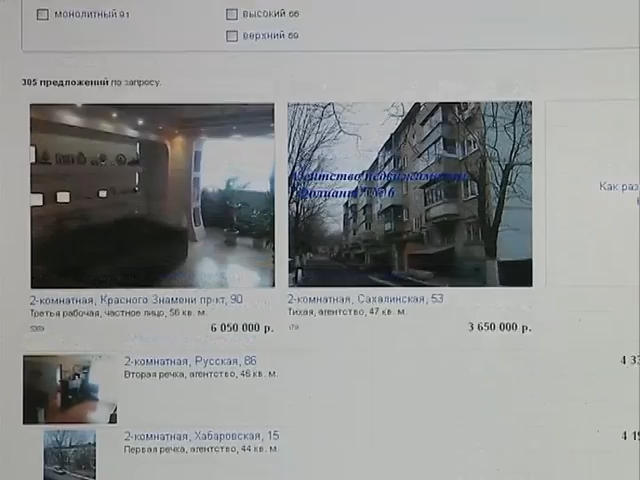 монолитный 91
высокий 66
верхний 69
305 предложений по запросу.
Агентство недвижимости
Как раз
2-комнатная, Красного Знамени пр-кт, 90
Третья рабочая, частное лицо, 56 кв. м.
6 050 000 р.
2-комнатная, Сахалинская, 53
Тихая, агентство, 47 кв. м.
3 650 000 р.
2-комнатная, Русская, 86
Вторая речка, агентство, 46 кв. м.
2-комнатная, Хабаровская, 15
Первая речка, агентство, 44 кв. м.